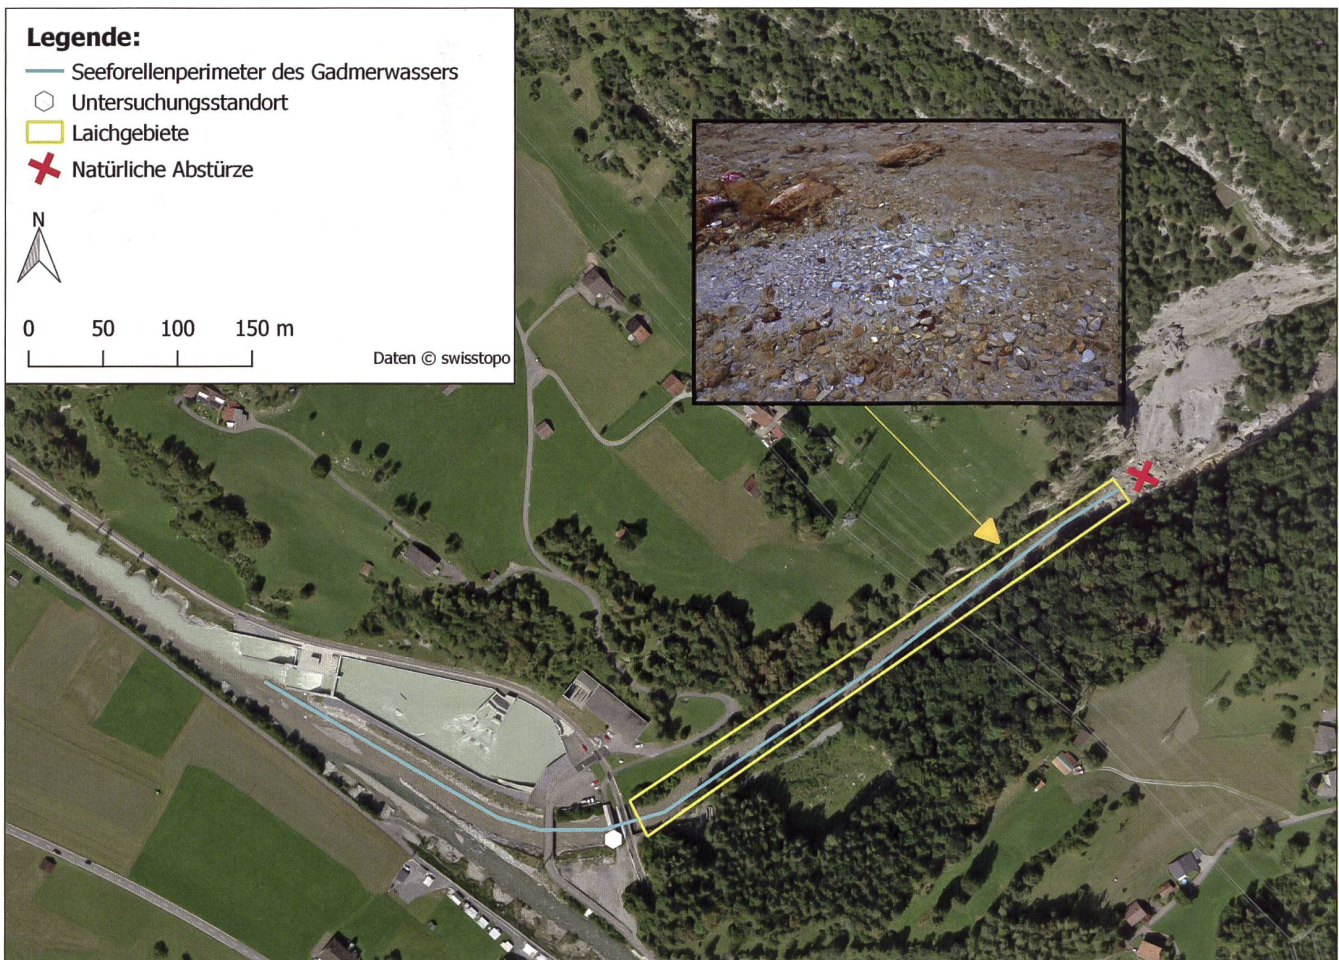 Legende:
Seeforellenperimeter des Gadmerwassers
Untersuchungsstandort
Laichgebiete
Natürliche Abstürze
N
0 50 100 150 m
Daten © swisstopo